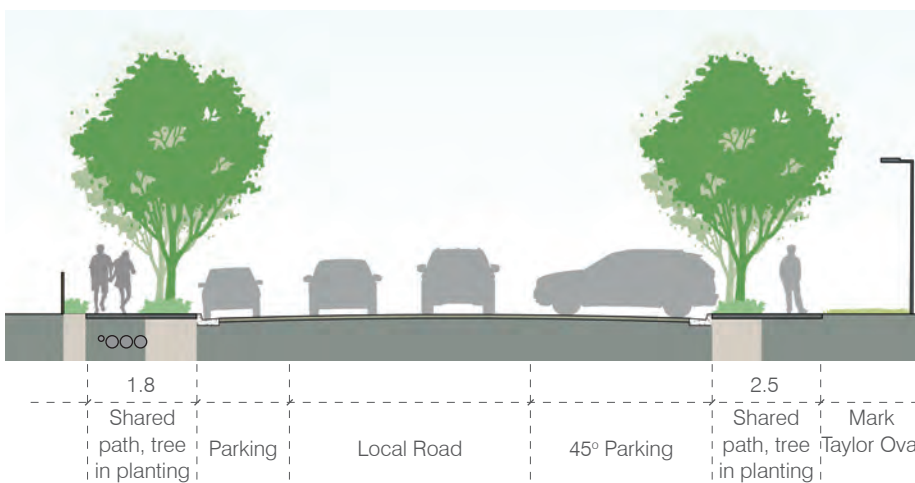 1.8
2.5
Shared
path, tree
in planting
Parking
Local Road
45º Parking
Shared
path, tree
in planting
Mark
Taylor Ova